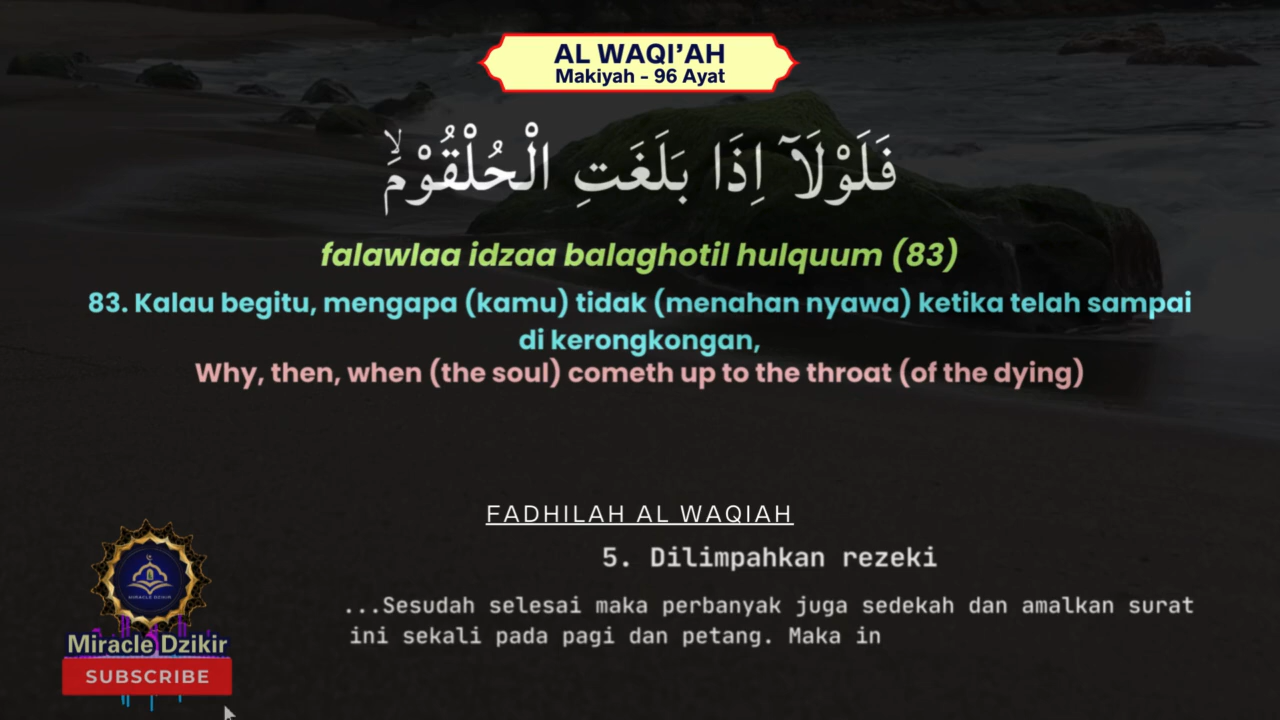 AL WAQI’AH
Makiyah - 96 Ayat
فَلَوْلَآ اِذَا بَلَغَتِ الْحُلْقُوْمَۙ
falawlaa idzaa balaghotil hulquum (83)
83. Kalau begitu, mengapa (kamu) tidak (menahan nyawa) ketika telah sampai
di kerongkongan,
Why, then, when (the soul) cometh up to the throat (of the dying)
FADHILAH AL WAQIAH
5. Dilimpahkan rezeki
...Sesudah selesai maka perbanyak juga sedekah dan amalkan surat
ini sekali pada pagi dan petang. Maka in
MIRACLE DZIKIR
Miracle Dzikir
SUBSCRIBE